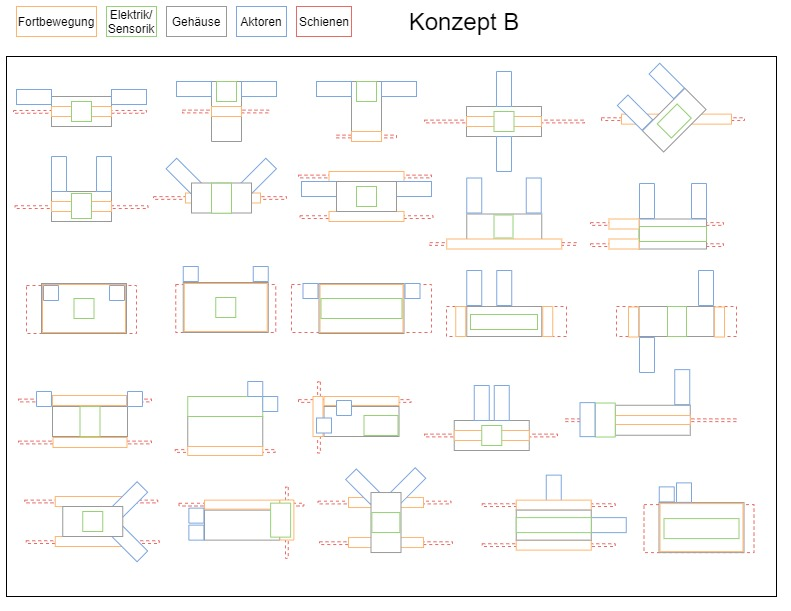 Fortbewegung
Elektrik/
Sensorik
Gehäuse
Aktoren
Schienen
Konzept B